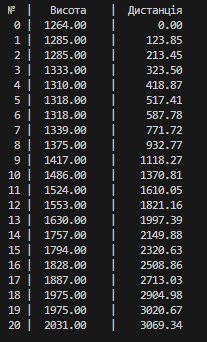 № | Висота | Дистанція
0 | 1264.00 | 0.00
1 | 1285.00 | 123.85
2 | 1285.00 | 213.45
3 | 1333.00 | 323.50
4 | 1310.00 | 418.87
5 | 1318.00 | 517.41
6 | 1318.00 | 587.78
7 | 1339.00 | 771.72
8 | 1375.00 | 932.77
9 | 1417.00 | 1118.27
10 | 1486.00 | 1370.81
11 | 1524.00 | 1610.05
12 | 1553.00 | 1821.16
13 | 1630.00 | 1997.39
14 | 1757.00 | 2149.88
15 | 1794.00 | 2320.63
16 | 1828.00 | 2508.86
17 | 1887.00 | 2713.03
18 | 1975.00 | 2904.98
19 | 1975.00 | 3020.67
20 | 2031.00 | 3069.34